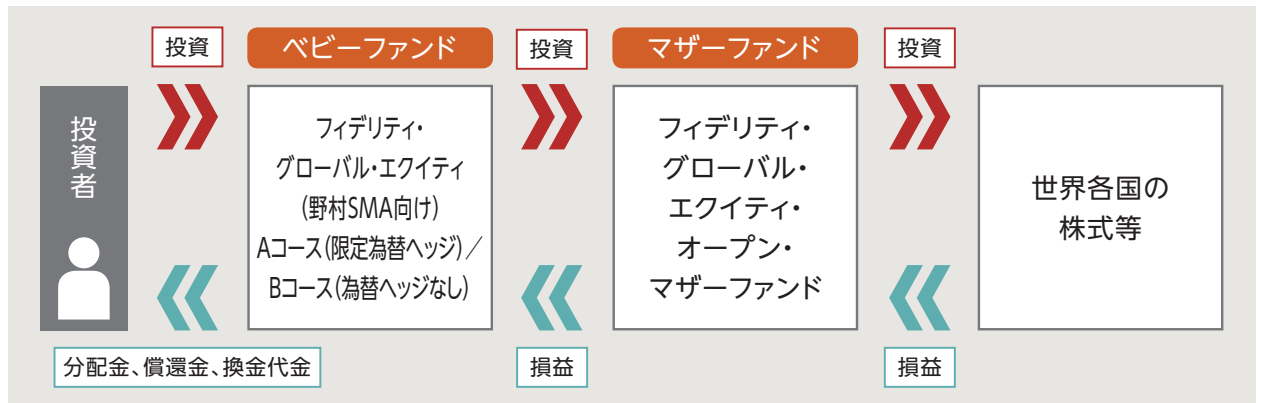 投資
ベビーファンド
投資
マザーファンド
投資
投資者
フィデリティ・
グローバル・エクイティ
(野村SMA向け)
Aコース(限定為替ヘッジ)／
Bコース(為替ヘッジなし)
フィデリティ・
グローバル・
エクイティ・
オープン・
マザーファンド
世界各国の
株式等
分配金、償還金、換金代金
損益
損益